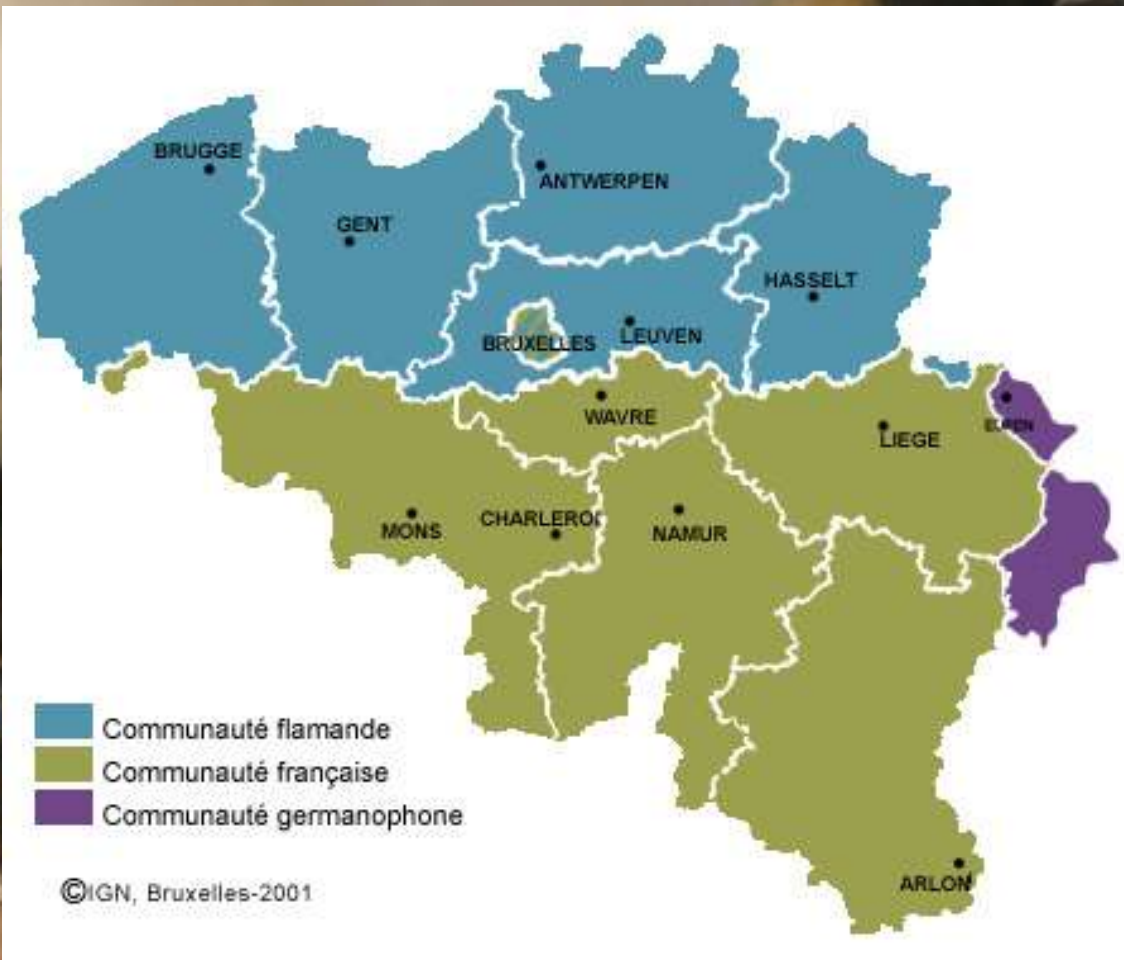 BRUGGE
ANTWERPEN
GENT
HASSELT
BRUXELLES
LEUVEN
WAVRE
EUPEN
LIEGE
MONS
CHARLEROI
NAMUR
Communauté flamande
Communauté française
Communauté germanophone
©IGN, Bruxelles-2001
ARLON